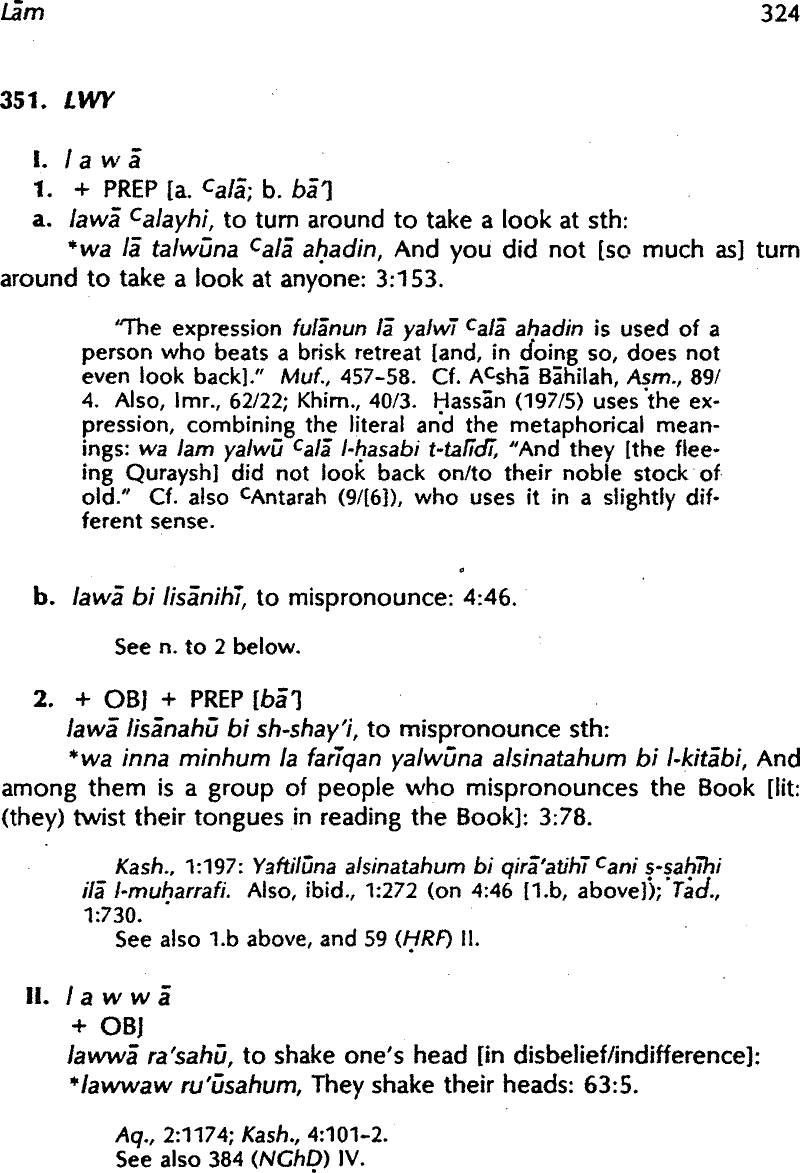 Lām 324
351. LWY
I. l a w ā
1. + PREP [a. ᶜalā; b. bā']
a. lawā ᶜalayhi, to turn around to take a look at sth:
*wa lā talwūna ᶜalā aḥadin, And you did not [so much as] turn
around to take a look at anyone: 3:153.
"The expression fulānun lā yalwī ᶜalā aḥadin is used of a
person who beats a brisk retreat [and, in doing so, does not
even look back]." Muf., 457-58. Cf. Aᶜshā Bāhilah, Aṣm., 89/
4. Also, Imr., 62/22; Khirn., 40/3. Ḥassān (197/5) uses the ex-
pression, combining the literal and the metaphorical mean-
ings: wa lam yalwū ᶜalā l-ḥasabi t-talīdī, "And they [the flee-
ing Quraysh] did not look back on/to their noble stock of
old." Cf. also ᶜAntarah (9/[6]), who uses it in a slightly dif-
ferent sense.
b. lawā bi lisānihī, to mispronounce: 4:46.
See n. to 2 below.
2. + OBJ + PREP [bā']
lawā lisānahū bi sh-shay'i, to mispronounce sth:
*wa inna minhum la farīqan yalwūna alsinatahum bi l-kitābi, And
among them is a group of people who mispronounces the Book [lit:
(they) twist their tongues in reading the Book]: 3:78.
Kash., 1:197: Yaftilūna alsinatahum bi qirā'atihī ᶜani ṣ-ṣaḥīḥi
ilā l-muḥarrafi. Also, ibid., 1:272 (on 4:46 [1.b, above]); Tad.,
1:730.
See also 1.b above, and 59 (ḤRF) II.
II. l a w w ā
+ OBJ
lawwā ra'sahū, to shake one's head [in disbelief/indifference]:
*lawwaw ru'ūsahum, They shake their heads: 63:5.
Aq., 2:1174; Kash., 4:101-2.
See also 384 (NGhḌ) IV.